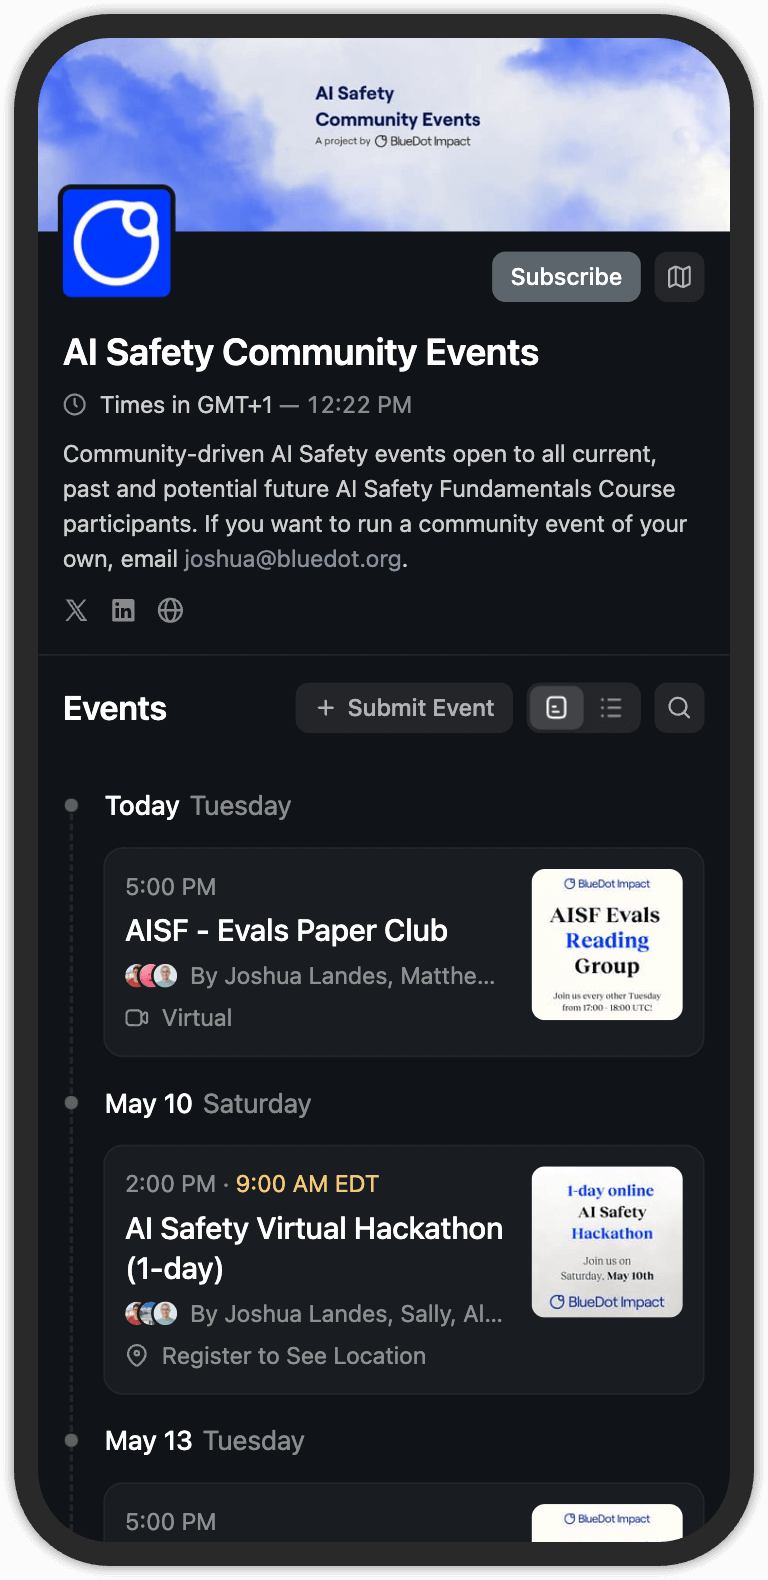 AI Safety
Community Events
A project by BlueDot Impact
Subscribe
AI Safety Community Events
Times in GMT+1 — 12:22 PM
Community-driven AI Safety events open to all current,
past and potential future AI Safety Fundamentals Course
participants. If you want to run a community event of your
own, email joshua@bluedot.org.
Events
+ Submit Event
Today Tuesday
5:00 PM
AISF - Evals Paper Club
By Joshua Landes, Matthe...
Virtual
BlueDot Impact
AISF Evals
Reading
Group
Join us every other Tuesday
from 17:00 - 18:00 UTC!
May 10 Saturday
2:00 PM · 9:00 AM EDT
AI Safety Virtual Hackathon
(1-day)
By Joshua Landes, Sally, Al...
Register to See Location
1-day online
AI Safety
Hackathon
Join us on
Saturday, May 10th
BlueDot Impact
May 13 Tuesday
5:00 PM
BlueDot Impact